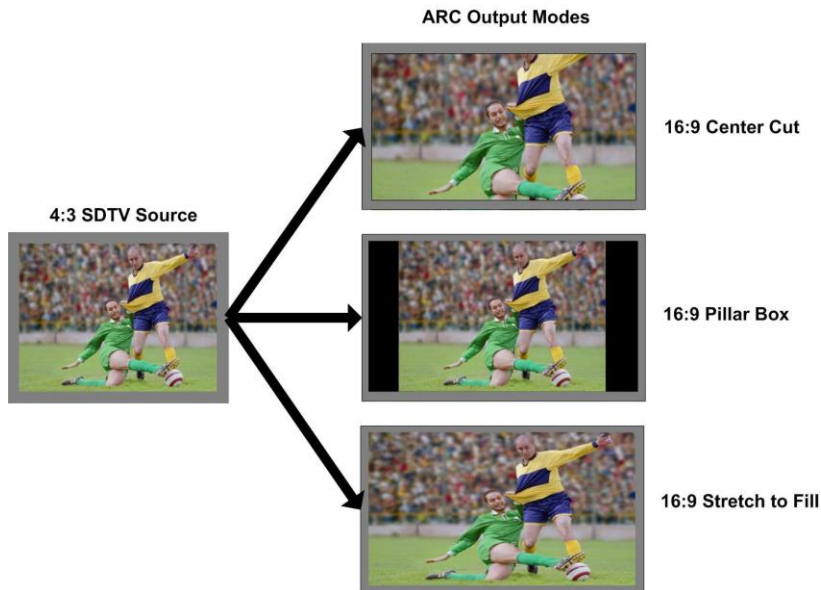 ARC Output Modes
16:9 Center Cut
4:3 SDTV Source
16:9 Pillar Box
16:9 Stretch to Fill